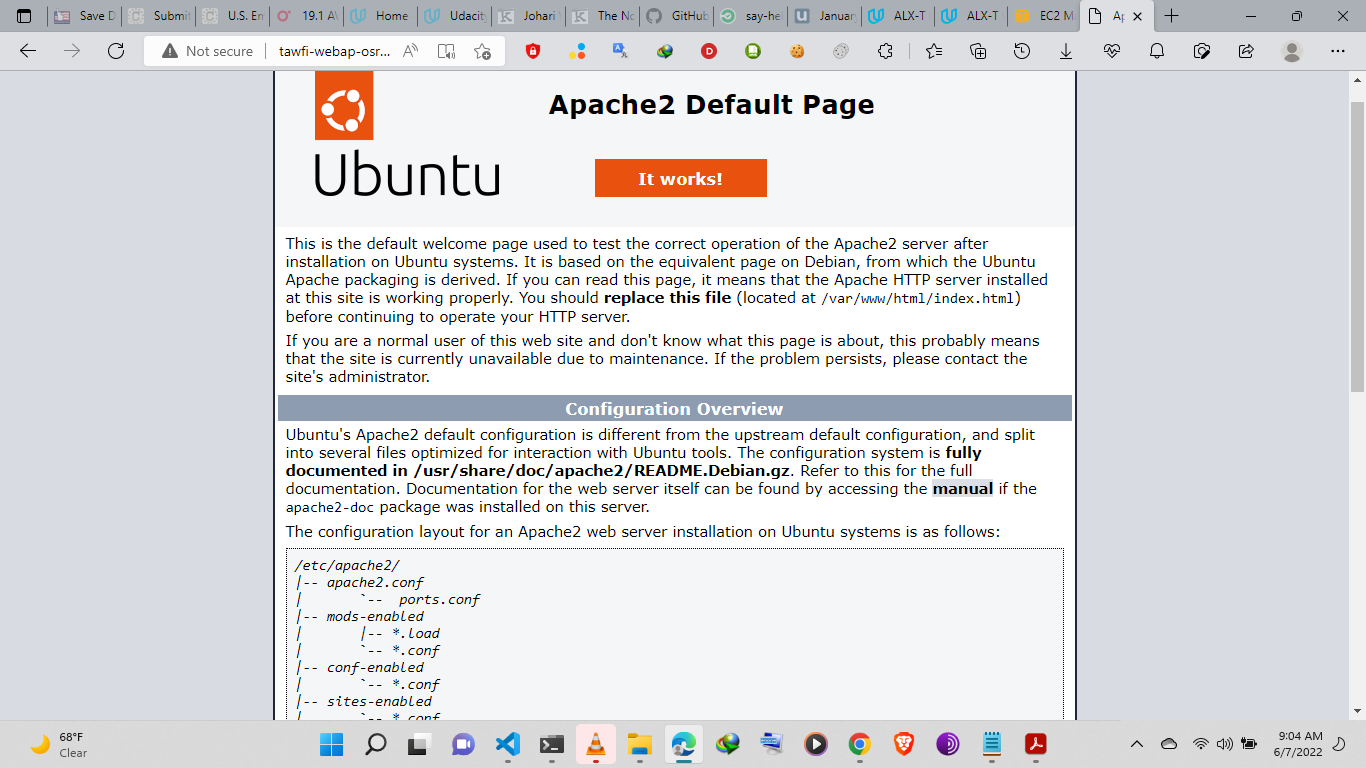 Save D
Submit
U.S. En
19.1 A
Home
Udacity
Johari
The No
GitHub
say-he
Januar
ALX-T
ALX-T
EC2 M
Ap
Not secure
tawfi-webap-osr...
Apache2 Default Page
Ubuntu
It works!
This is the default welcome page used to test the correct operation of the Apache2 server after
installation on Ubuntu systems. It is based on the equivalent page on Debian, from which the Ubuntu
Apache packaging is derived. If you can read this page, it means that the Apache HTTP server installed
at this site is working properly. You should replace this file (located at /var/www/html/index.html)
before continuing to operate your HTTP server.
If you are a normal user of this web site and don't know what this page is about, this probably means
that the site is currently unavailable due to maintenance. If the problem persists, please contact the
site's administrator.
Configuration Overview
Ubuntu's Apache2 default configuration is different from the upstream default configuration, and split
into several files optimized for interaction with Ubuntu tools. The configuration system is fully
documented in /usr/share/doc/apache2/README.Debian.gz. Refer to this for the full
documentation. Documentation for the web server itself can be found by accessing the manual if the
apache2-doc package was installed on this server.
The configuration layout for an Apache2 web server installation on Ubuntu systems is as follows:
/etc/apache2/
|-- apache2.conf
|       `--  ports.conf
|-- mods-enabled
|       |-- *.load
|       `-- *.conf
|-- conf-enabled
|       `-- *.conf
|-- sites-enabled
|       `-- *.conf
68°F
Clear
9:04 AM
6/7/2022